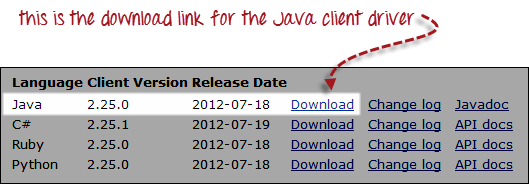 this is the download link for the Java client driver
Language Client Version Release Date
Java 2.25.0 2012-07-18 Download Change log Javadoc
C# 2.25.1 2012-07-19 Download Change log API docs
Ruby 2.25.0 2012-07-18 Download Change log API docs
Python 2.25.0 2012-07-18 Download Change log API docs